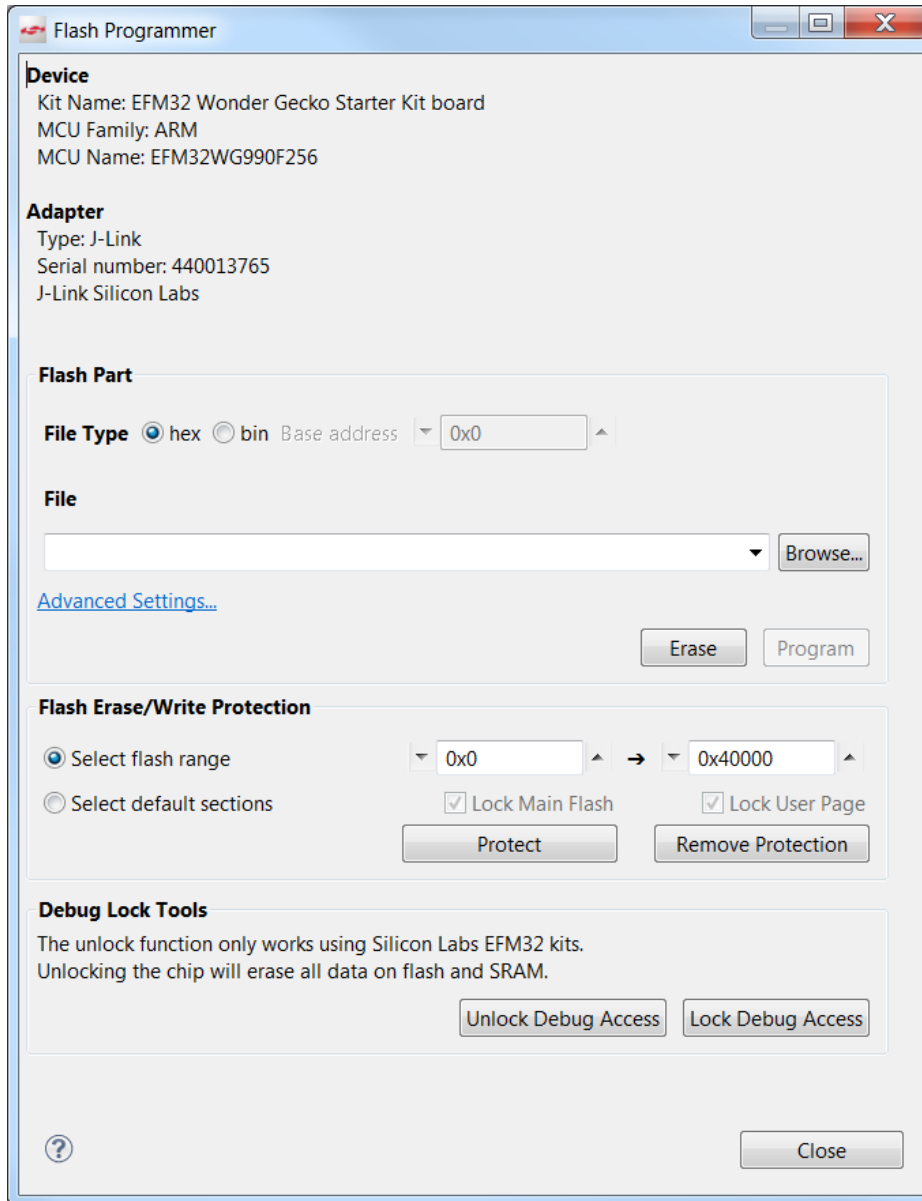 Flash Programmer
Device
Kit Name: EFM32 Wonder Gecko Starter Kit board
MCU Family: ARM
MCU Name: EFM32WG990F256
Adapter
Type: J-Link
Serial number: 440013765
J-Link Silicon Labs
Flash Part
File Type hex bin Base address 0x0
File
Browse...
Advanced Settings...
Erase Program
Flash Erase/Write Protection
Select flash range 0x0 ➔ 0x40000
Select default sections Lock Main Flash Lock User Page
Protect Remove Protection
Debug Lock Tools
The unlock function only works using Silicon Labs EFM32 kits.
Unlocking the chip will erase all data on flash and SRAM.
Unlock Debug Access Lock Debug Access
? Close